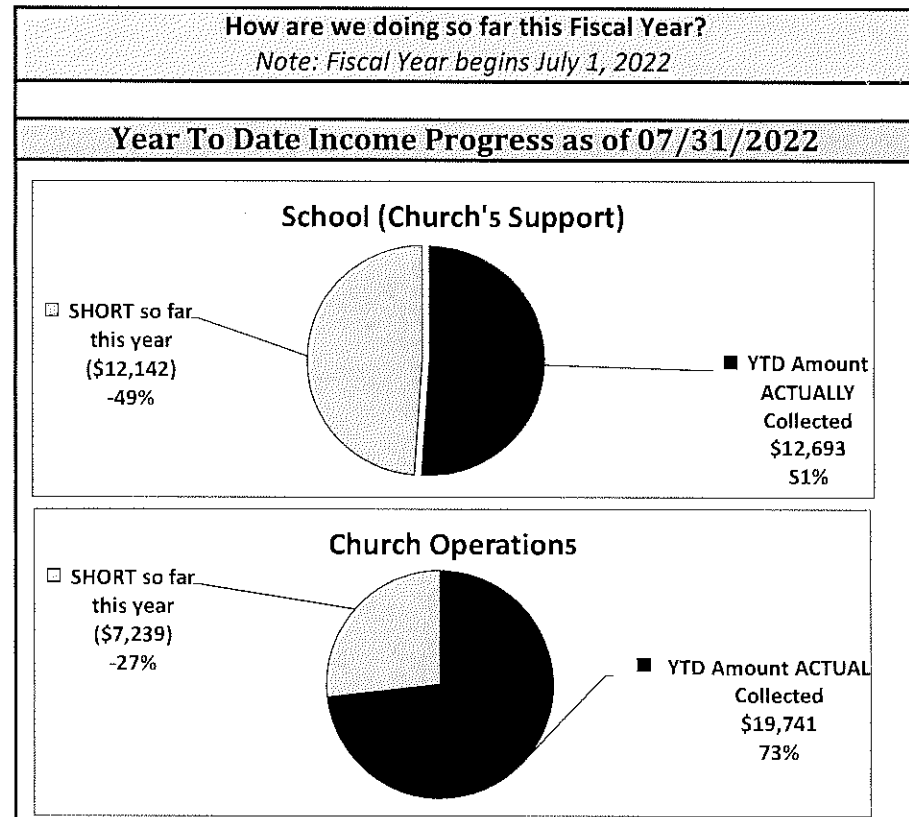 How are we doing so far this Fiscal Year?
Note: Fiscal Year begins July 1, 2022
Year To Date Income Progress as of 07/31/2022
School (Church's Support)
SHORT so far
this year
($12,142)
-49%
YTD Amount
ACTUALLY
Collected
$12,693
51%
Church Operations
SHORT so far
this year
($7,239)
-27%
YTD Amount ACTUAL
Collected
$19,741
73%